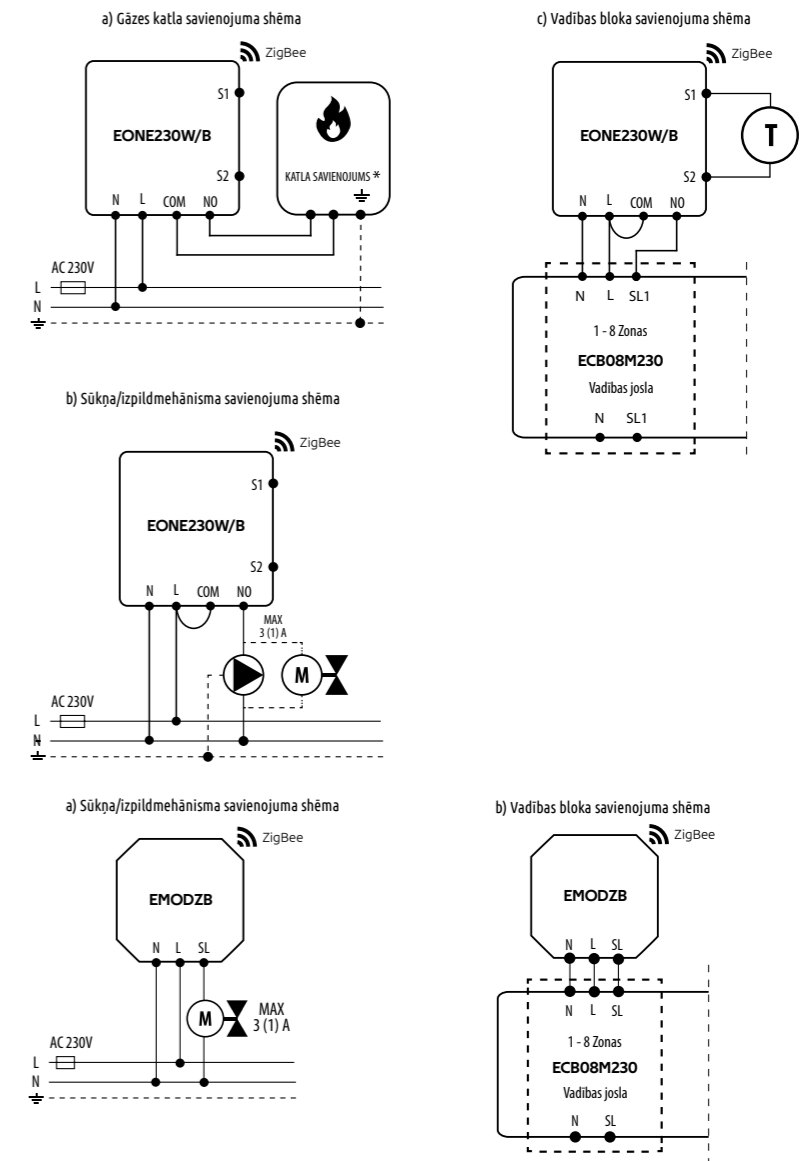 a) Gāzes katla savienojuma shēma
ZigBee
S1
EONE230W/B
S2
N L COM NO
KATLA SAVIENOJUMS *
AC 230V
L
N
c) Vadības bloka savienojuma shēma
ZigBee
S1
EONE230W/B
T
S2
N L COM NO
N L SL1
1 - 8 Zonas
ECB08M230
Vadības josla
N SL1
b) Sūkņa/izpildmehānisma savienojuma shēma
ZigBee
S1
EONE230W/B
S2
N L COM NO
MAX
3 (1) A
M
AC 230V
L
N
a) Sūkņa/izpildmehānisma savienojuma shēma
ZigBee
EMODZB
N L SL
M
MAX
3 (1) A
AC 230V
L
N
b) Vadības bloka savienojuma shēma
ZigBee
EMODZB
N L SL
N L SL
1 - 8 Zonas
ECB08M230
Vadības josla
N SL